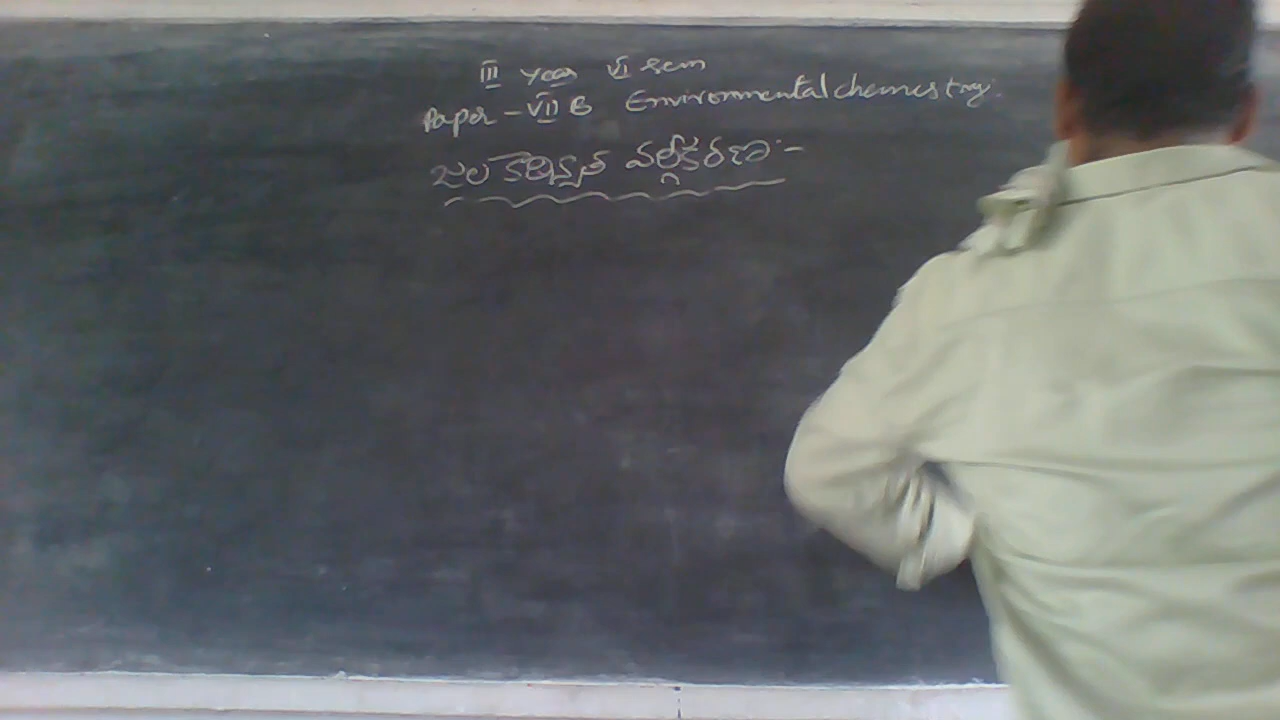 III year VI sem
Paper - VII B Environmental chemistry.
జల కాలుష్య వర్గీకరణ :-